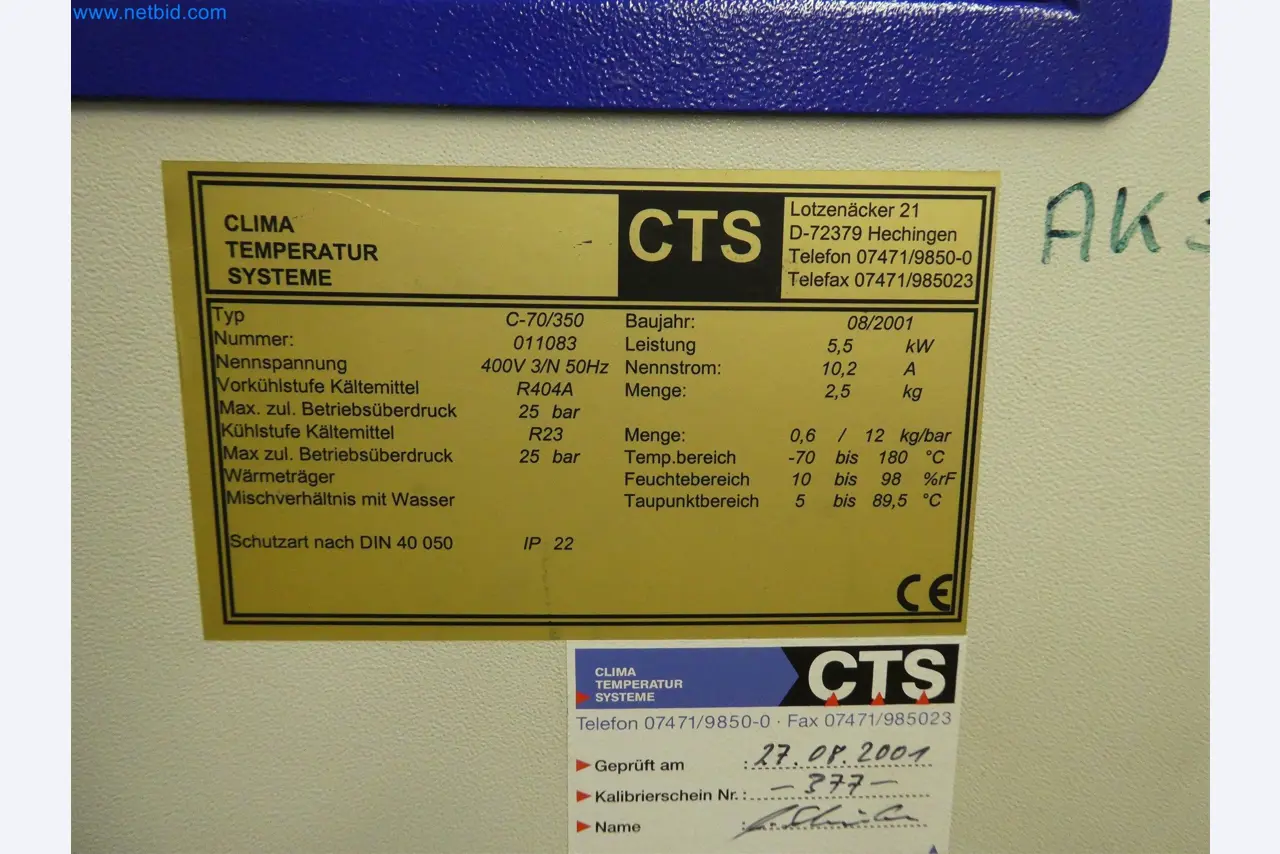 www.netbid.com
CLIMA
TEMPERATUR
SYSTEME
CTS
Lotzenäcker 21
D-72379 Hechingen
Telefon 07471/9850-0
Telefax 07471/985023
Typ C-70/350 Baujahr: 08/2001
Nummer: 011083 Leistung 5,5 kW
Nennspannung 400V 3/N 50Hz Nennstrom: 10,2 A
Vorkühlstufe Kältemittel R404A Menge: 2,5 kg
Max. zul. Betriebsüberdruck 25 bar
Kühlstufe Kältemittel R23 Menge: 0,6 / 12 kg/bar
Max zul. Betriebsüberdruck 25 bar Temp.bereich -70 bis 180 °C
Wärmeträger Feuchtebereich 10 bis 98 %rF
Mischverhältnis mit Wasser Taupunktbereich 5 bis 89,5 °C
Schutzart nach DIN 40 050 IP 22
CE
AK 3
CLIMA
TEMPERATUR
SYSTEME
CTS
Telefon 07471/9850-0 · Fax 07471/985023
Geprüft am : 27.08.2001
Kalibrierschein Nr.: - 377 -
Name :